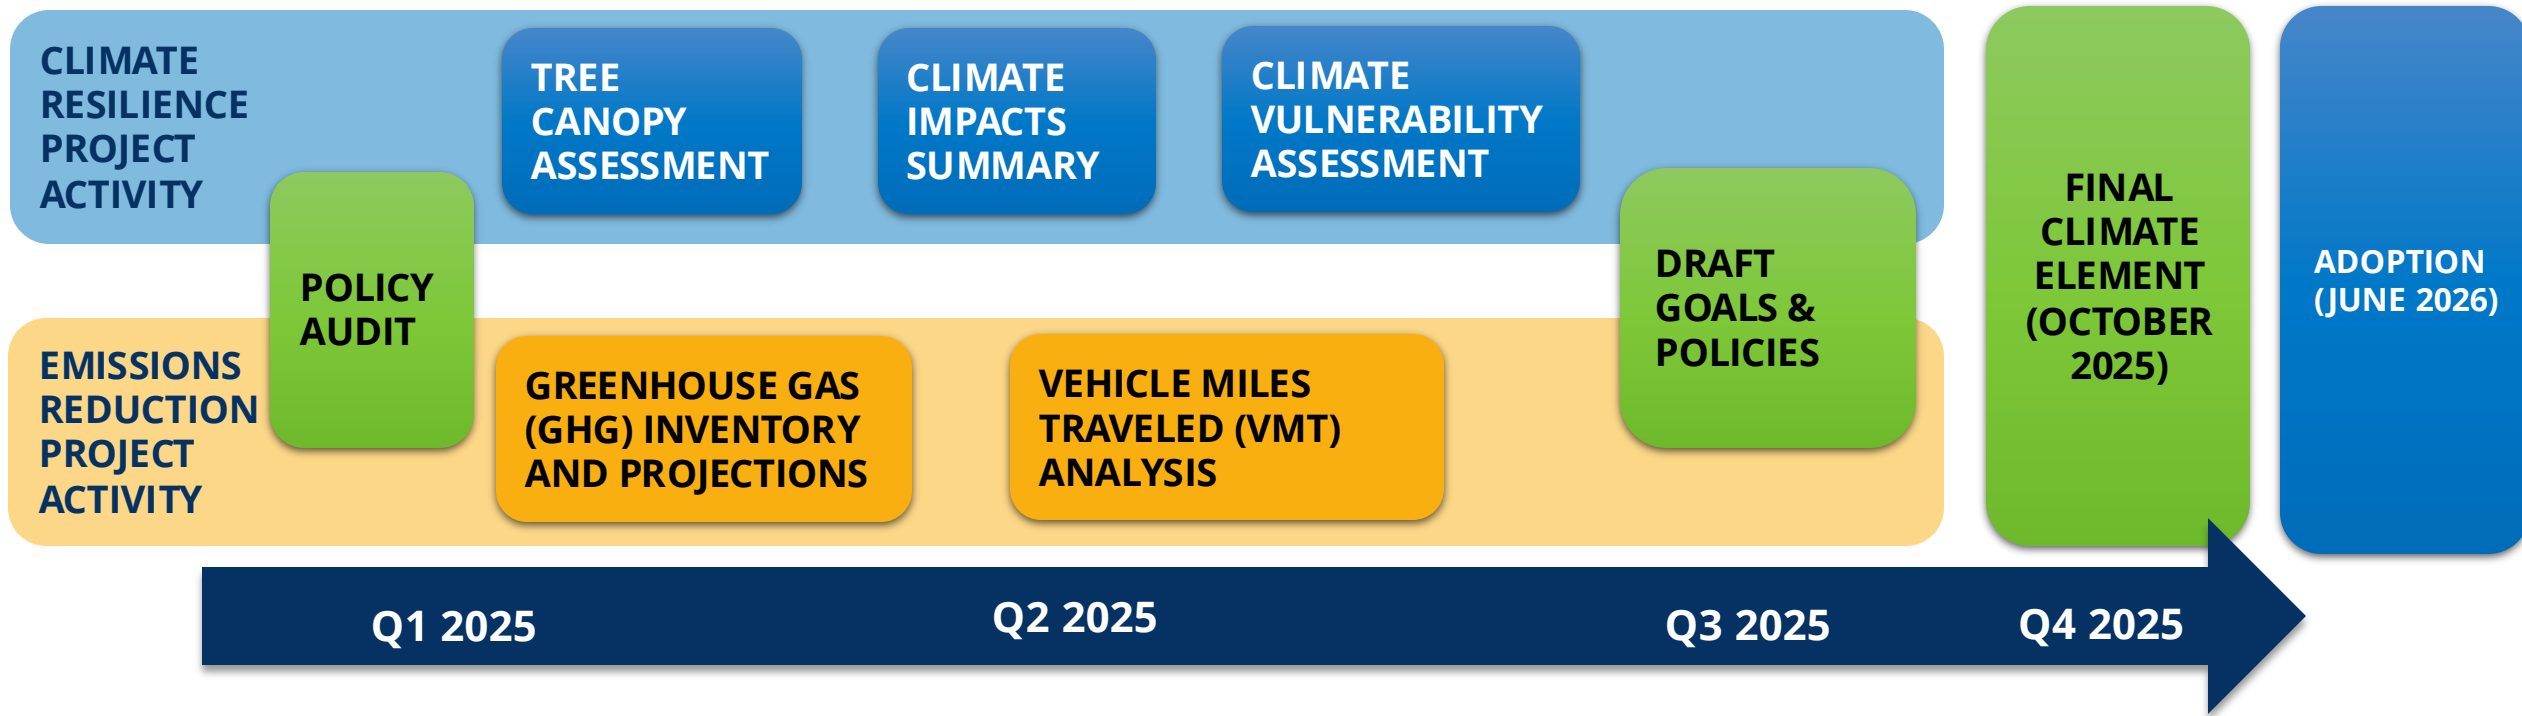 CLIMATE
RESILIENCE
PROJECT
ACTIVITY
TREE
CANOPY
ASSESSMENT
CLIMATE
IMPACTS
SUMMARY
CLIMATE
VULNERABILITY
ASSESSMENT
POLICY
AUDIT
DRAFT
GOALS &
POLICIES
FINAL
CLIMATE
ELEMENT
(OCTOBER
2025)
ADOPTION
(JUNE 2026)
EMISSIONS
REDUCTION
PROJECT
ACTIVITY
GREENHOUSE GAS
(GHG) INVENTORY
AND PROJECTIONS
VEHICLE MILES
TRAVELED (VMT)
ANALYSIS
Q1 2025
Q2 2025
Q3 2025
Q4 2025